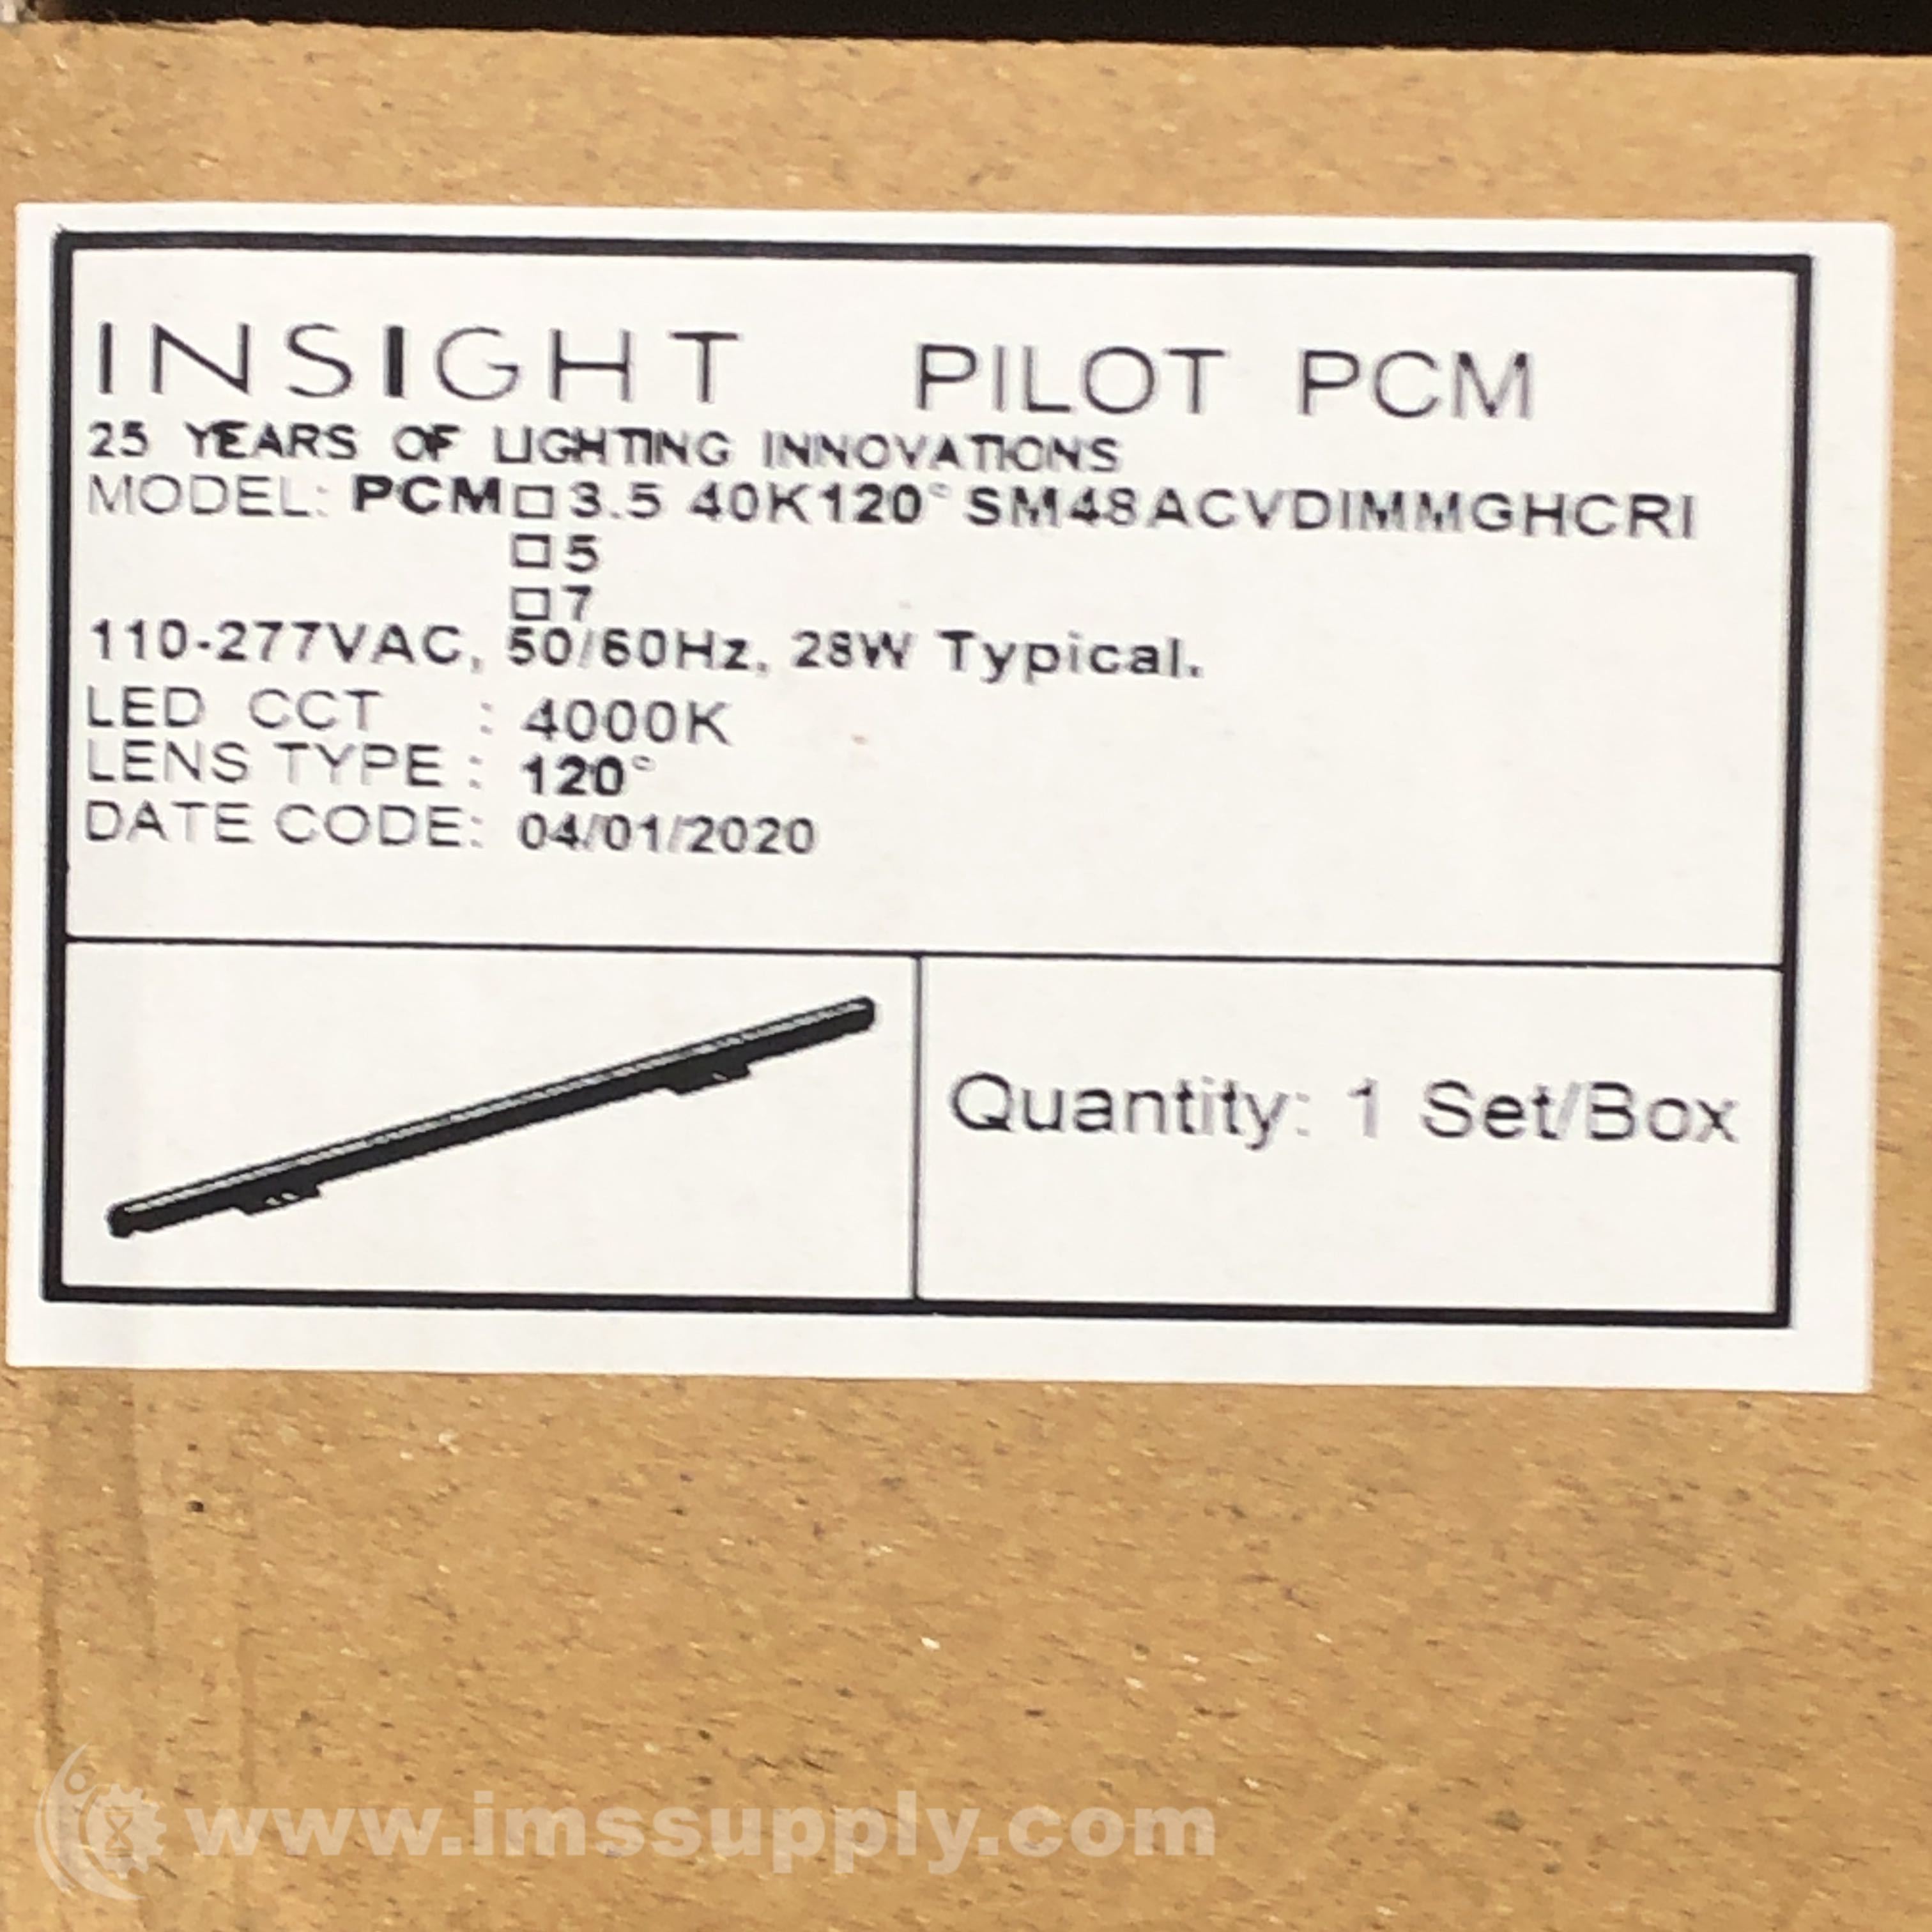 INSIGHT PILOT PCM
25 YEARS OF LIGHTING INNOVATIONS
MODEL: PCM□3.5 40K120°SM48ACVDIMMGHCRI
□5
□7
110-277VAC, 50/60Hz, 28W Typical.
LED CCT : 4000K
LENS TYPE : 120°
DATE CODE: 04/01/2020
Quantity: 1 Set/Box
www.imssupply.com